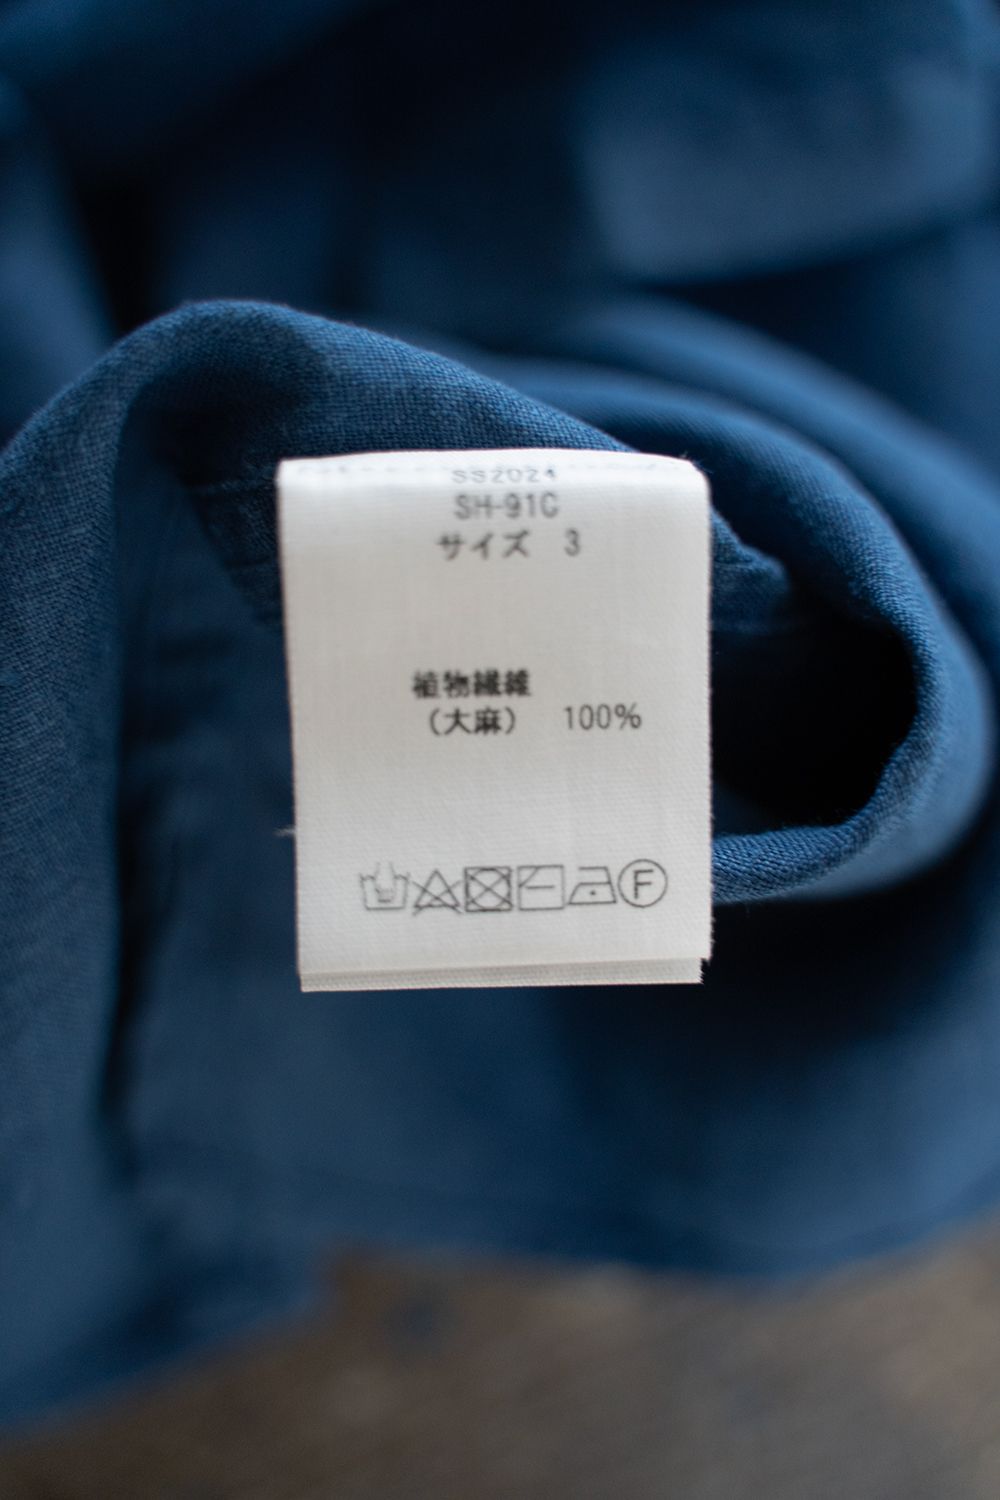 SS2024
SH-91C
サイズ 3
植物繊維
（大麻） 100%
F